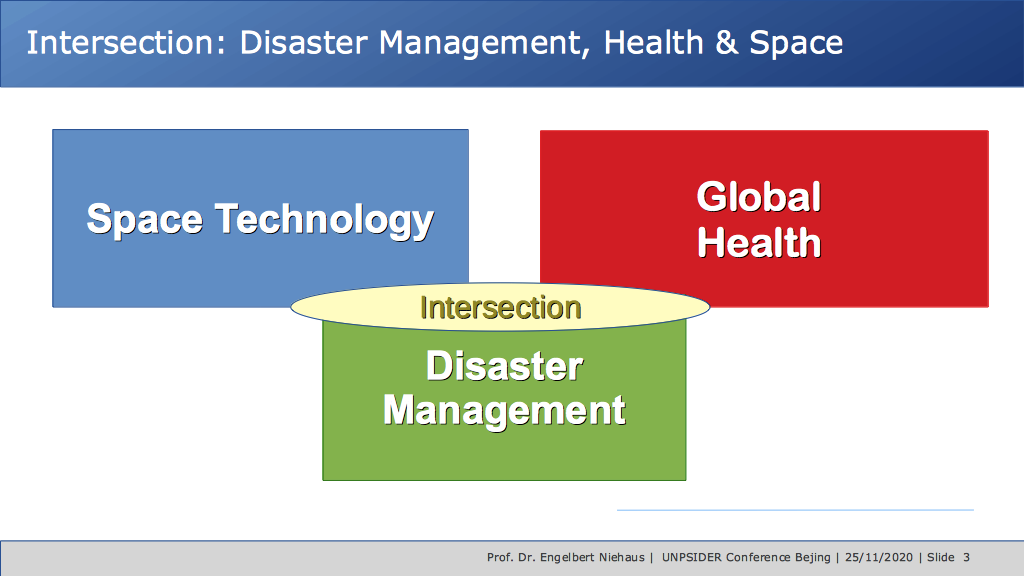 Intersection: Disaster Management, Health & Space
Space Technology
Global
Health
Intersection
Disaster
Management
Prof. Dr. Engelbert Niehaus | UNPSIDER Conference Bejing | 25/11/2020 | Slide 3